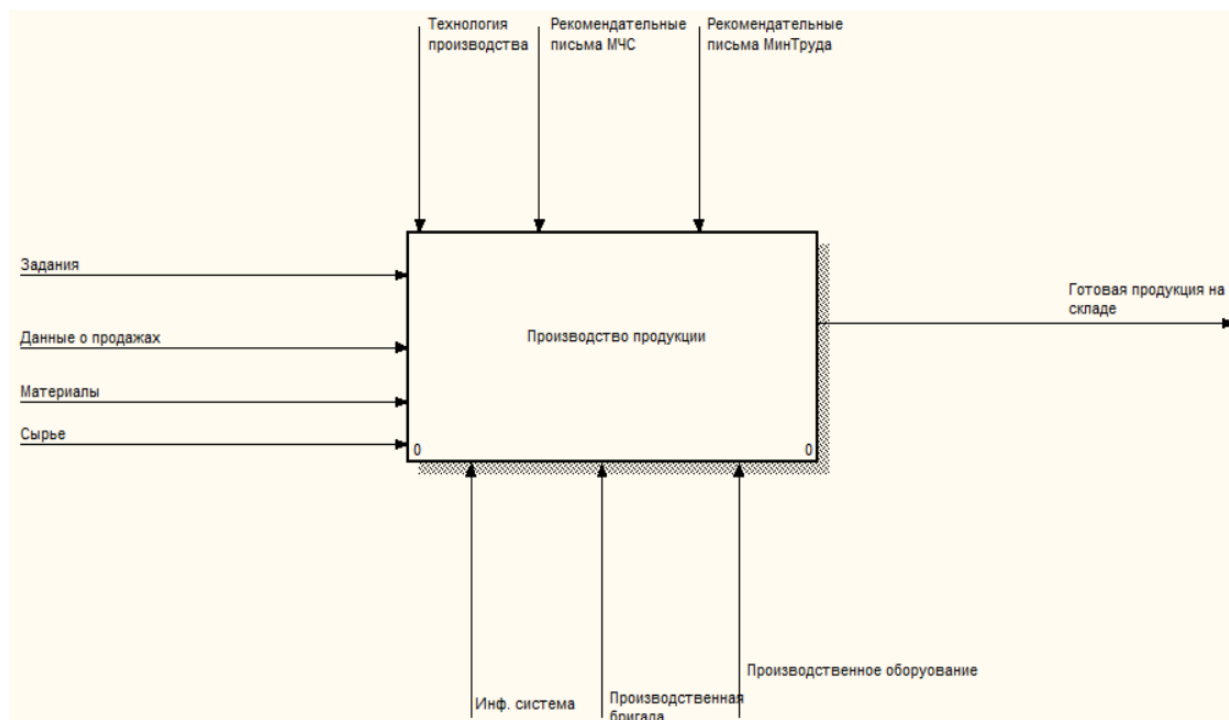 Технология
производства
Рекомендательные
письма МЧС
Рекомендательные
письма МинТруда
Задания
Данные о продажах
Материалы
Сырье
Производство продукции
0
0
Готовая продукция на
складе
Инф. система
Производственная
бригада
Производственное оборуование